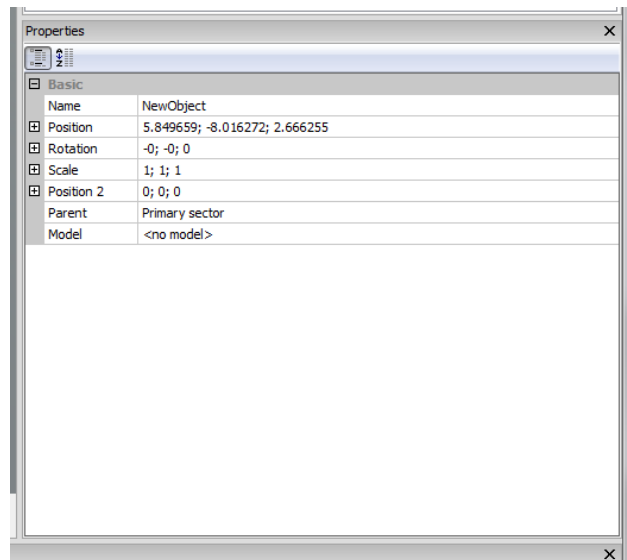 Properties
Basic
Name NewObject
Position 5.849659; -8.016272; 2.666255
Rotation -0; -0; 0
Scale 1; 1; 1
Position 2 0; 0; 0
Parent Primary sector
Model <no model>